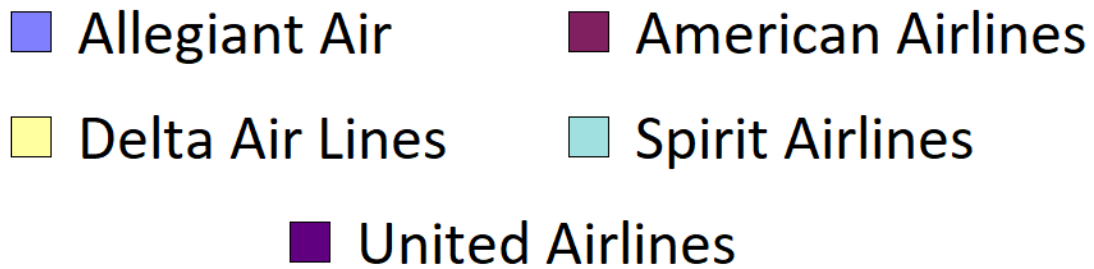 Allegiant Air American Airlines
Delta Air Lines Spirit Airlines
United Airlines